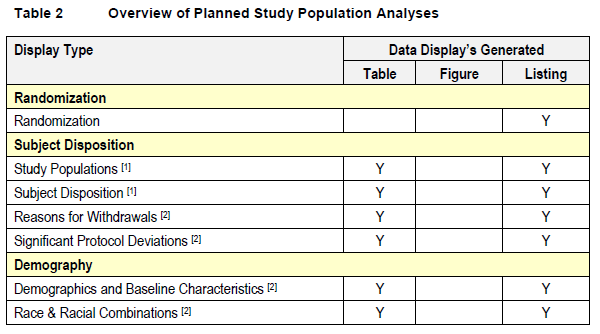 Table 2 Overview of Planned Study Population Analyses
Display Type Data Display's Generated
Table Figure Listing
Randomization
Randomization Y
Subject Disposition
Study Populations [1] Y Y
Subject Disposition [1] Y Y
Reasons for Withdrawals [2] Y Y
Significant Protocol Deviations [2] Y Y
Demography
Demographics and Baseline Characteristics [2] Y Y
Race & Racial Combinations [2] Y Y